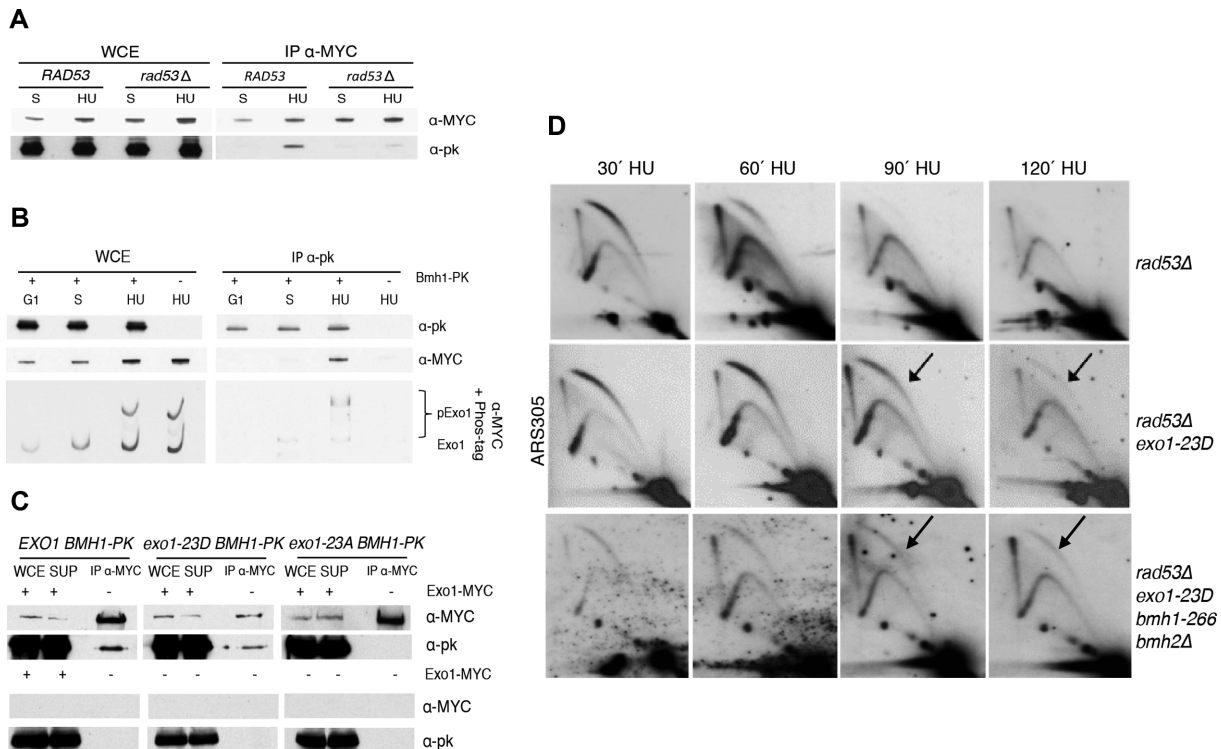 A
WCE IP α-MYC
RAD53 rad53Δ RAD53 rad53Δ
S HU S HU S HU S HU
α-MYC
α-pk
B
WCE IP α-pk
+ + + - + + + - Bmh1-PK
G1 S HU HU G1 S HU HU
α-pk
α-MYC
pExo1
Exo1
α-MYC
+ Phos-tag
C
EXO1 BMH1-PK exo1-23D BMH1-PK exo1-23A BMH1-PK
WCE SUP IP α-MYC WCE SUP IP α-MYC WCE SUP IP α-MYC
+ + - + + - + + - Exo1-MYC
α-MYC
α-pk
+ + - - - - - - - Exo1-MYC
α-MYC
α-pk
D
30´ HU 60´ HU 90´ HU 120´ HU
ARS305
rad53Δ
rad53Δ
exo1-23D
rad53Δ
exo1-23D
bmh1-266
bmh2Δ